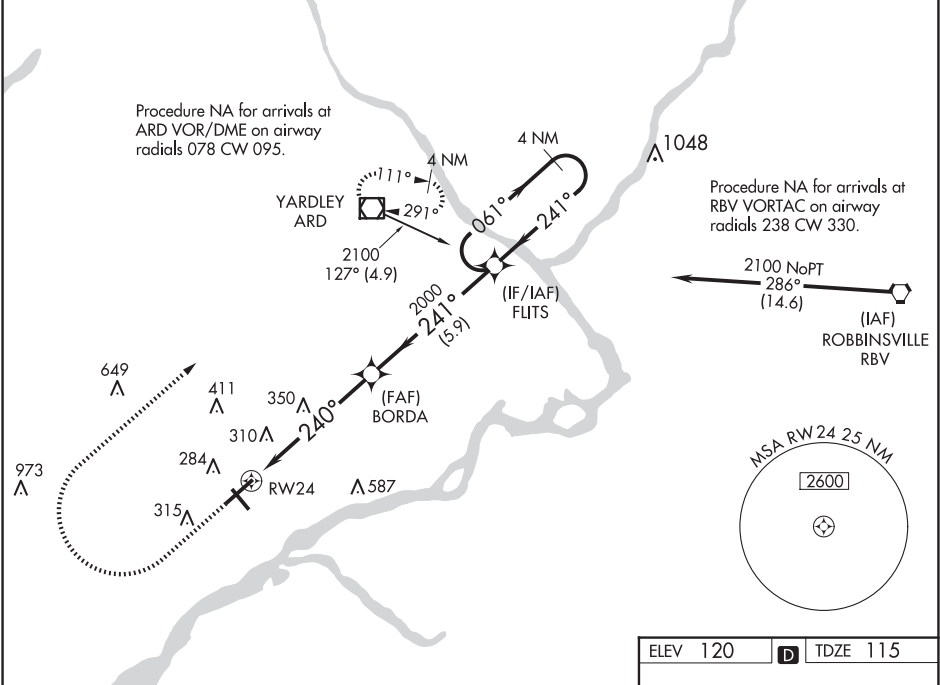 Procedure NA for arrivals at
ARD VOR/DME on airway
radials 078 CW 095.
4 NM
4 NM
1048
111°
291°
YARDLEY
ARD
061°
241°
2100
127° (4.9)
Procedure NA for arrivals at
RBV VORTAC on airway
radials 238 CW 330.
2100 NoPT
286°
(14.6)
(IF/IAF)
FLITS
2000
241°
(5.9)
(IAF)
ROBBINSVILLE
RBV
649
411
350
(FAF)
BORDA
240°
310
284
973
RW24
587
315
MSA RW24 25 NM
2600
ELEV 120 D TDZE 115